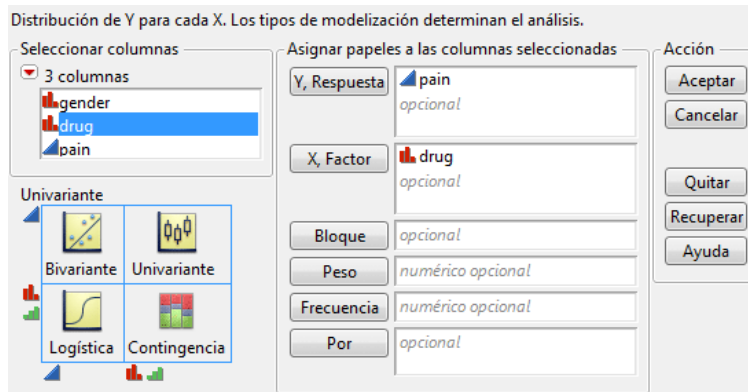 Distribución de Y para cada X. Los tipos de modelización determinan el análisis.
Seleccionar columnas
3 columnas
gender
drug
pain
Univariante
Bivariante
Univariante
Logística
Contingencia
Asignar papeles a las columnas seleccionadas
Y, Respuesta
pain
opcional
X, Factor
drug
opcional
Bloque
opcional
Peso
numérico opcional
Frecuencia
numérico opcional
Por
opcional
Acción
Aceptar
Cancelar
Quitar
Recuperar
Ayuda